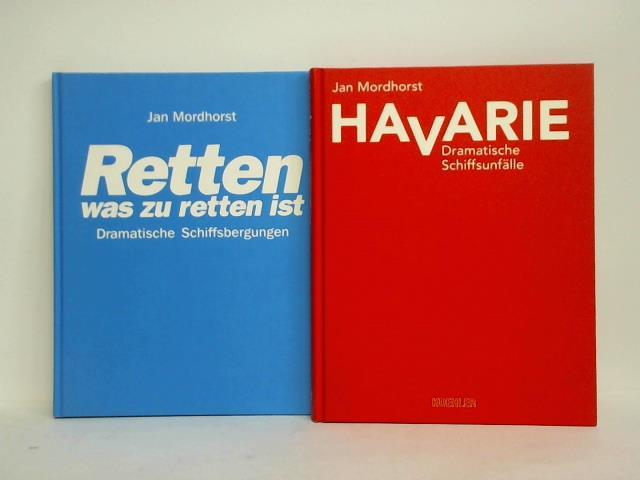 Jan Mordhorst
Retten
was zu retten ist
Dramatische Schiffsbergungen
Jan Mordhorst
HAVARIE
Dramatische
Schiffsunfälle
KOEHLER